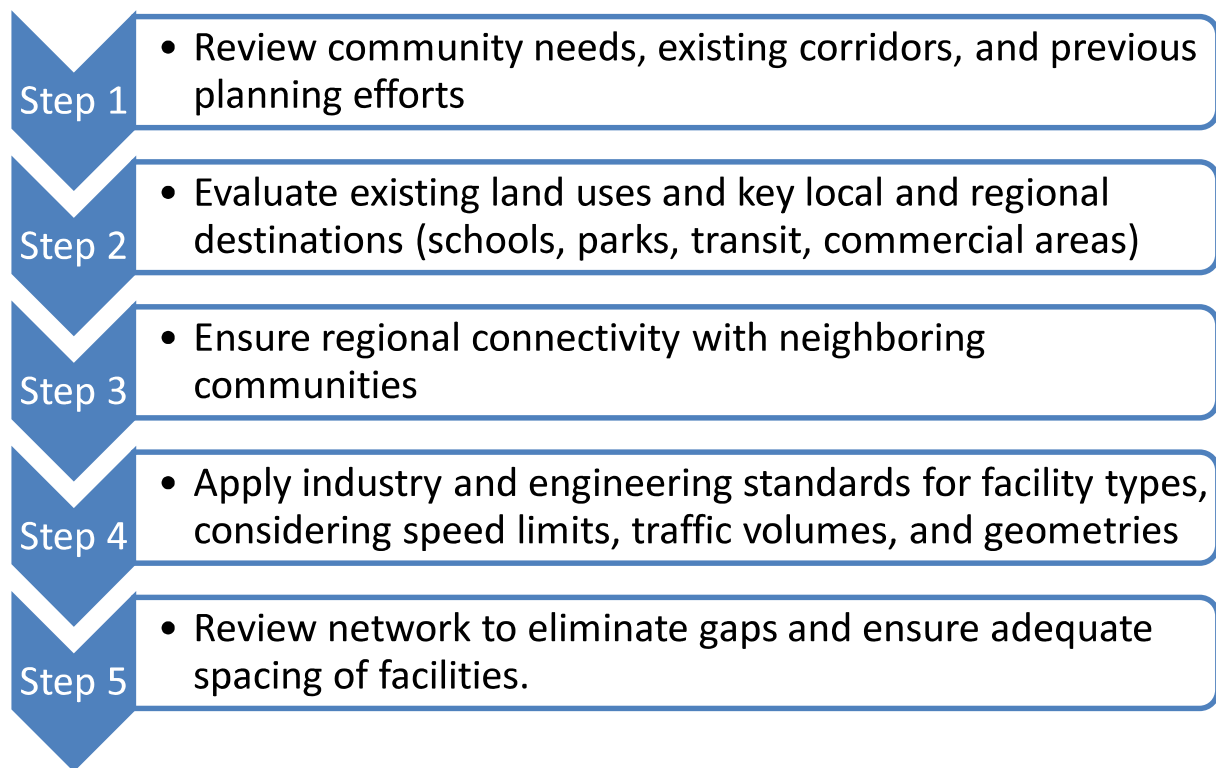 Step 1
• Review community needs, existing corridors, and previous
planning efforts
Step 2
• Evaluate existing land uses and key local and regional
destinations (schools, parks, transit, commercial areas)
Step 3
• Ensure regional connectivity with neighboring
communities
Step 4
• Apply industry and engineering standards for facility types,
considering speed limits, traffic volumes, and geometries
Step 5
• Review network to eliminate gaps and ensure adequate
spacing of facilities.